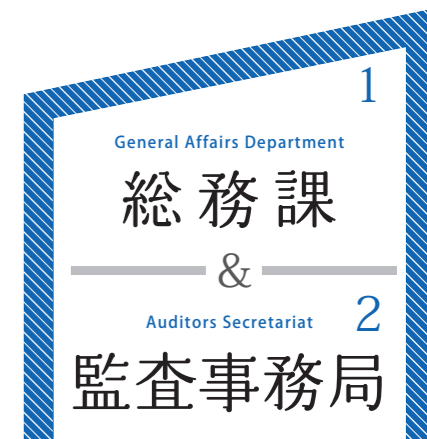 1
General Affairs Department
総務課
&
Auditors Secretariat 2
監査事務局